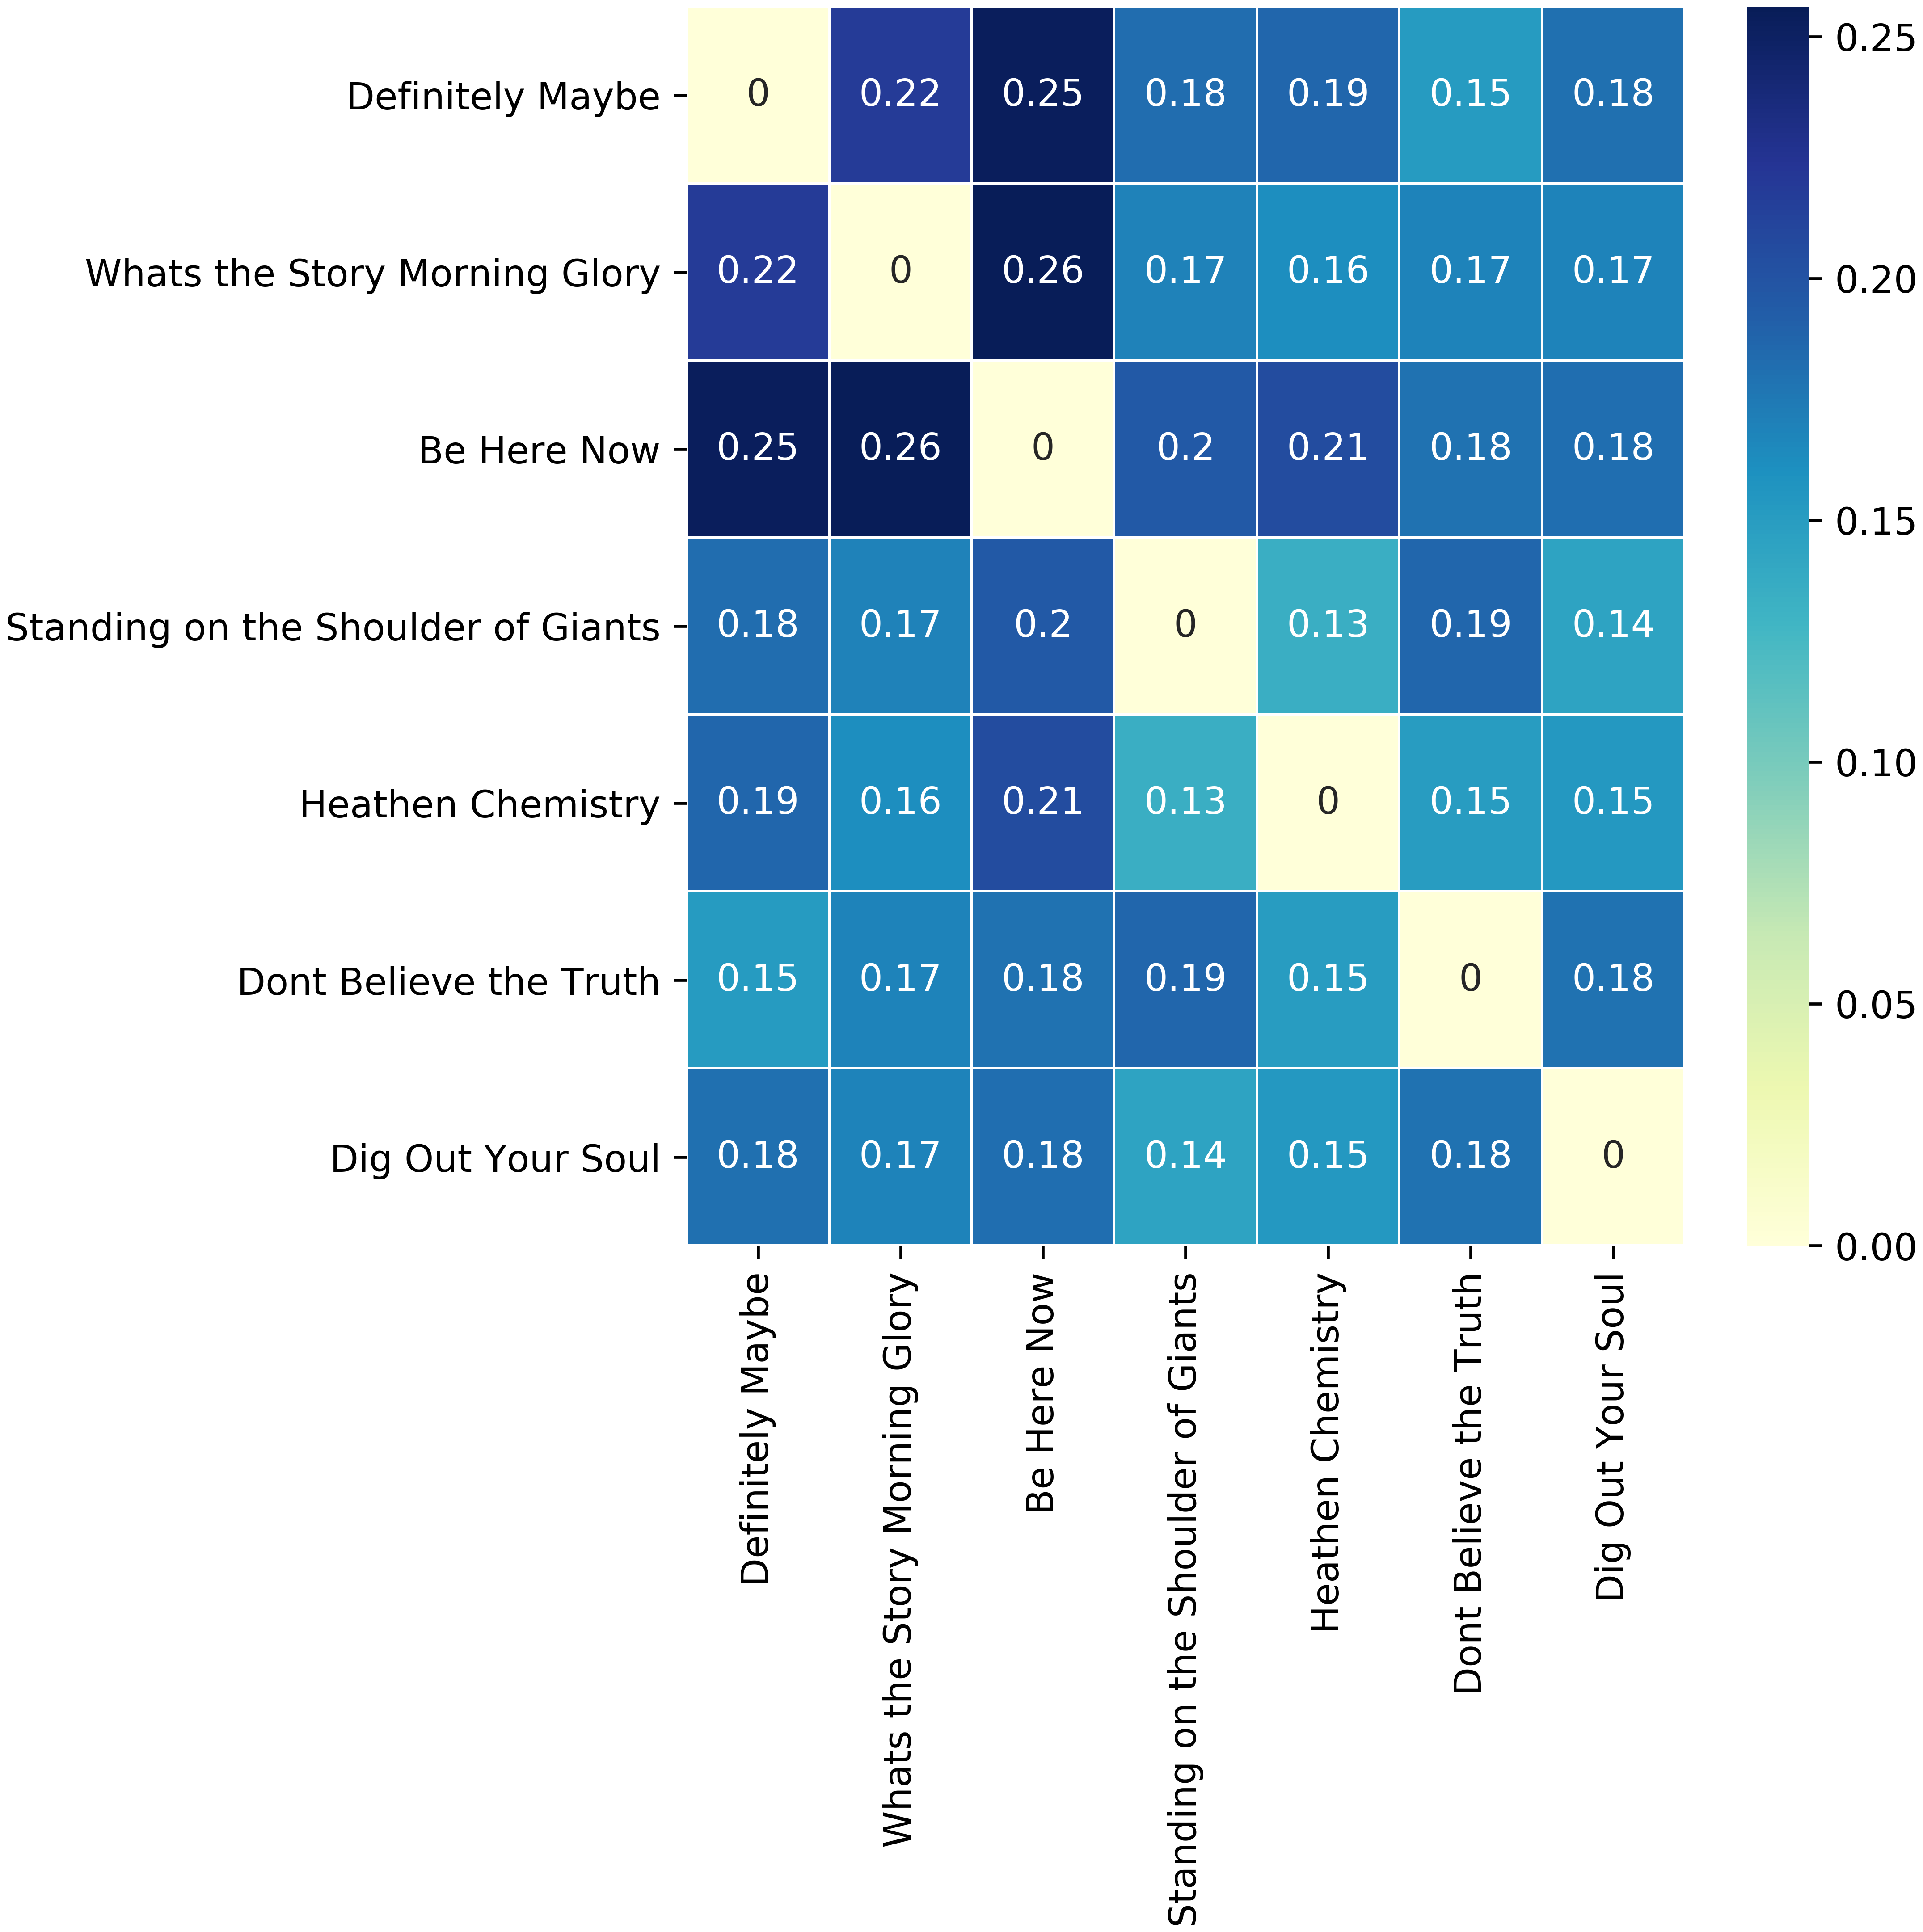 Definitely Maybe 0 0.22 0.25 0.18 0.19 0.15 0.18
Whats the Story Morning Glory 0.22 0 0.26 0.17 0.16 0.17 0.17
Be Here Now 0.25 0.26 0 0.2 0.21 0.18 0.18
Standing on the Shoulder of Giants 0.18 0.17 0.2 0 0.13 0.19 0.14
Heathen Chemistry 0.19 0.16 0.21 0.13 0 0.15 0.15
Dont Believe the Truth 0.15 0.17 0.18 0.19 0.15 0 0.18
Dig Out Your Soul 0.18 0.17 0.18 0.14 0.15 0.18 0
Definitely Maybe
Whats the Story Morning Glory
Be Here Now
Standing on the Shoulder of Giants
Heathen Chemistry
Dont Believe the Truth
Dig Out Your Soul
0.25
0.20
0.15
0.10
0.05
0.00